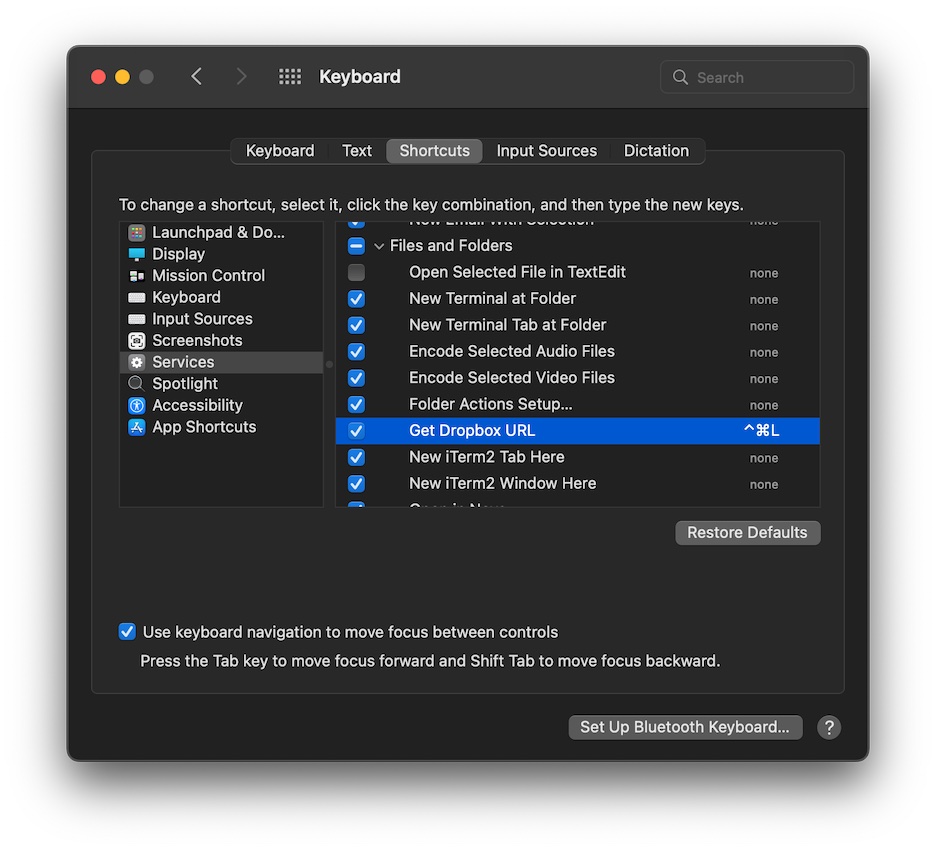 Keyboard
Search
Keyboard Text Shortcuts Input Sources Dictation
To change a shortcut, select it, click the key combination, and then type the new keys.
Launchpad & Do...
Display
Mission Control
Keyboard
Input Sources
Screenshots
Services
Spotlight
Accessibility
App Shortcuts
New Email With Selection none
Files and Folders
Open Selected File in TextEdit none
New Terminal at Folder none
New Terminal Tab at Folder none
Encode Selected Audio Files none
Encode Selected Video Files none
Folder Actions Setup... none
Get Dropbox URL ^⌘L
New iTerm2 Tab Here none
New iTerm2 Window Here none
Open in
Restore Defaults
Use keyboard navigation to move focus between controls
Press the Tab key to move focus forward and Shift Tab to move focus backward.
Set Up Bluetooth Keyboard... ?